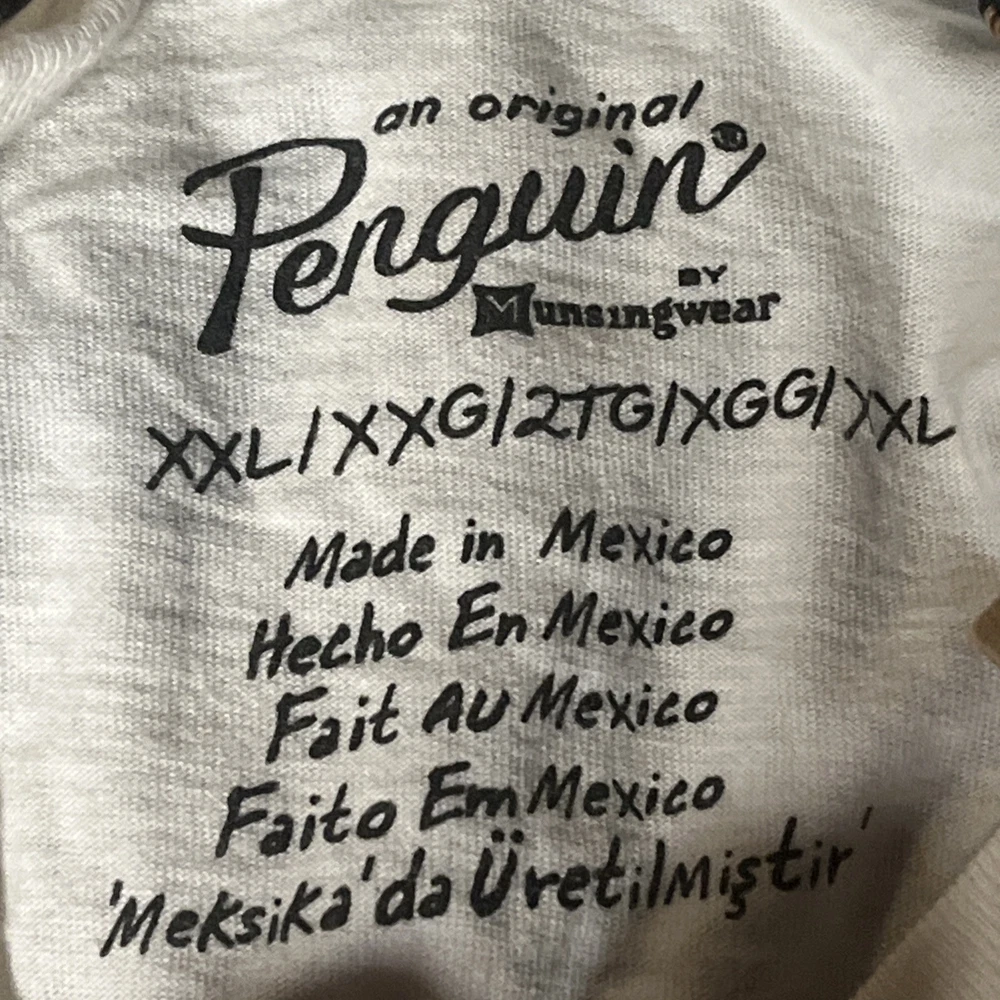 an original
Penguin®
BY
Munsingwear
XXL/XXG/2TG/XGG/XXL
Made in Mexico
Hecho En Mexico
Fait Au Mexico
Faito Em Mexico
'Meksika'da Üretilmiştir'